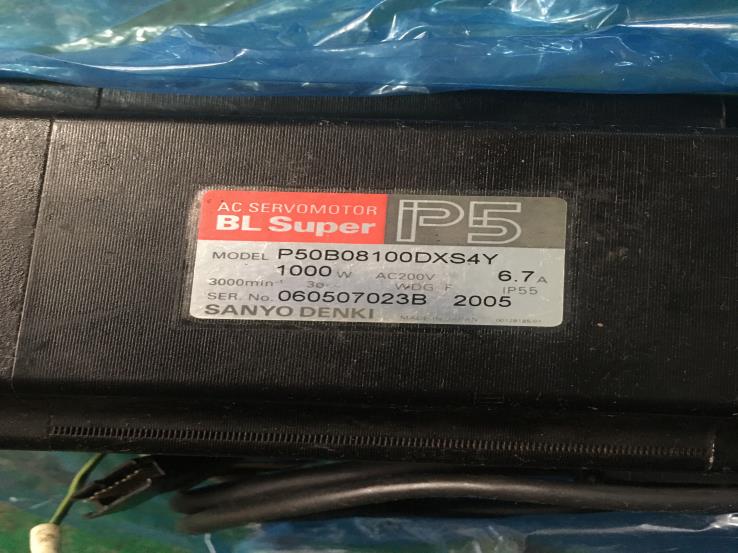 AC SERVOMOTOR
BL Super P5
MODEL P50B08100DXS4Y
1000 W AC200V 6.7 A
3000min⁻¹ 3ø~ WDG F IP55
SER. No. 060507023B 2005
SANYO DENKI MADE IN JAPAN